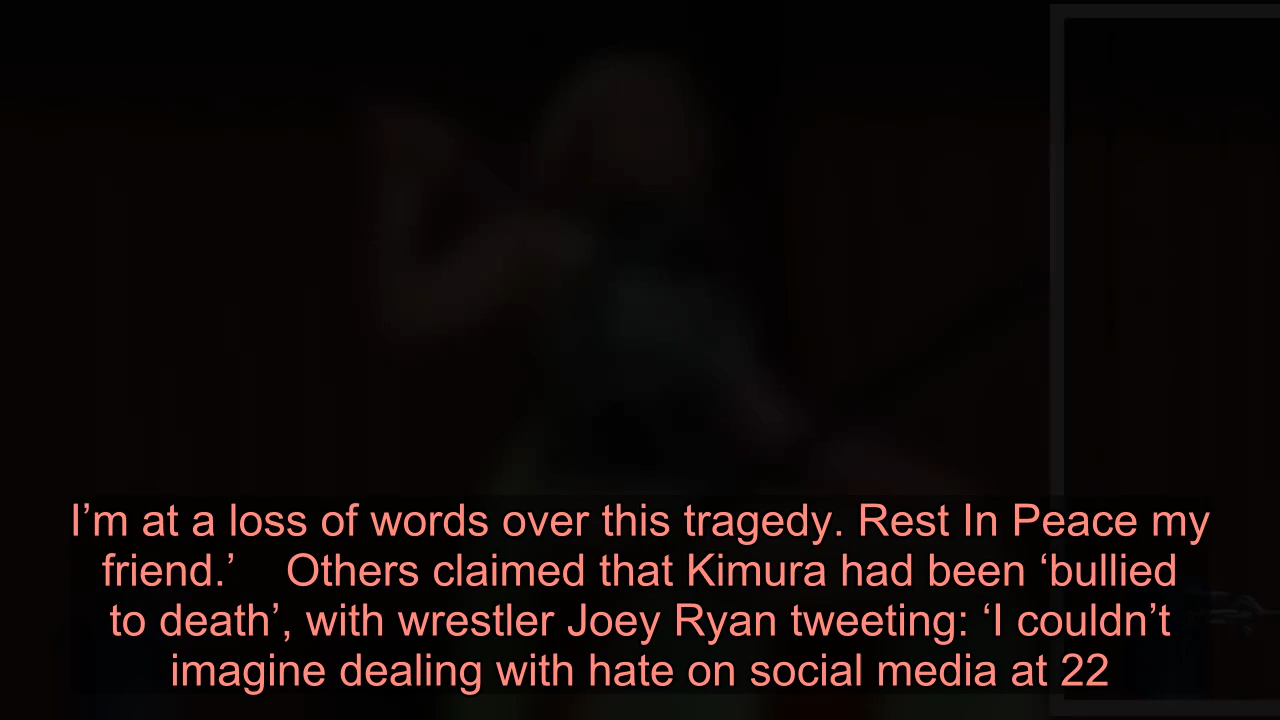 I’m at a loss of words over this tragedy. Rest In Peace my
friend.’    Others claimed that Kimura had been ‘bullied
to death’, with wrestler Joey Ryan tweeting: ‘I couldn’t
imagine dealing with hate on social media at 22